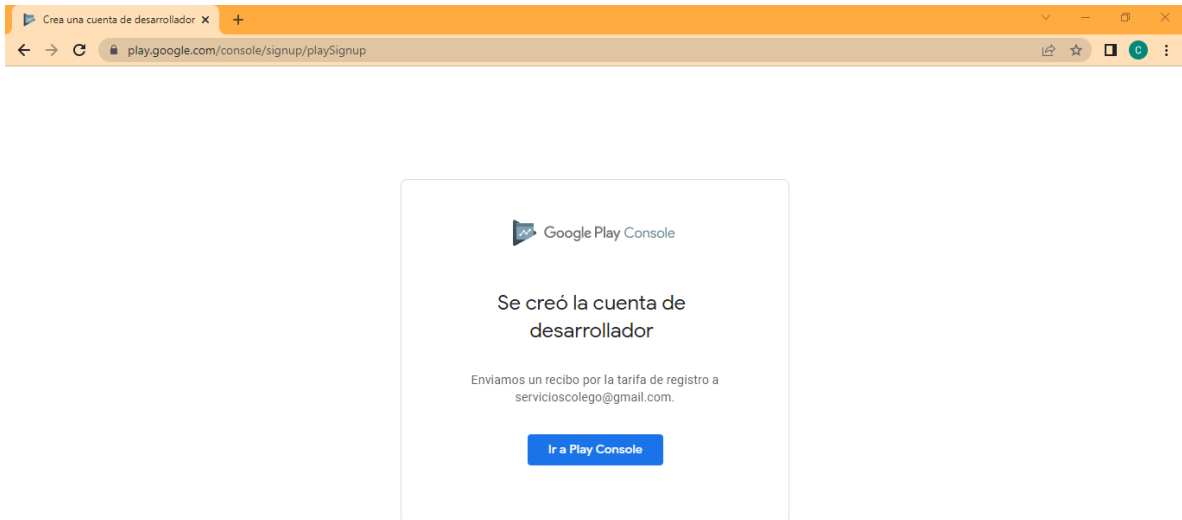 Crea una cuenta de desarrollador
play.google.com/console/signup/playSignup
C
Google Play Console
Se creó la cuenta de
desarrollador
Enviamos un recibo por la tarifa de registro a
servicioscolego@gmail.com.
Ir a Play Console